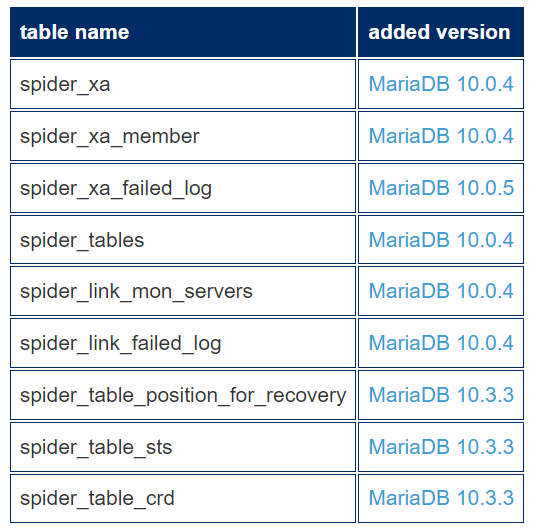 table name added version
spider_xa MariaDB 10.0.4
spider_xa_member MariaDB 10.0.4
spider_xa_failed_log MariaDB 10.0.5
spider_tables MariaDB 10.0.4
spider_link_mon_servers MariaDB 10.0.4
spider_link_failed_log MariaDB 10.0.4
spider_table_position_for_recovery MariaDB 10.3.3
spider_table_sts MariaDB 10.3.3
spider_table_crd MariaDB 10.3.3